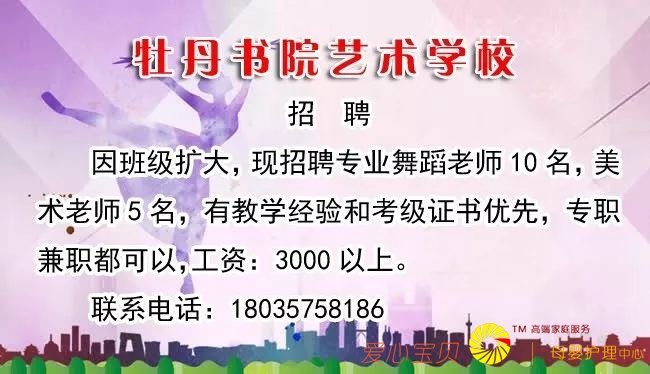 牡丹书院艺术学校
招 聘
因班级扩大，现招聘专业舞蹈老师10名，美
术老师5名，有教学经验和考级证书优先，专职
兼职都可以，工资：3000以上。
联系电话：18035758186
TM 高端家庭服务
爱心宝贝 | 母婴护理中心